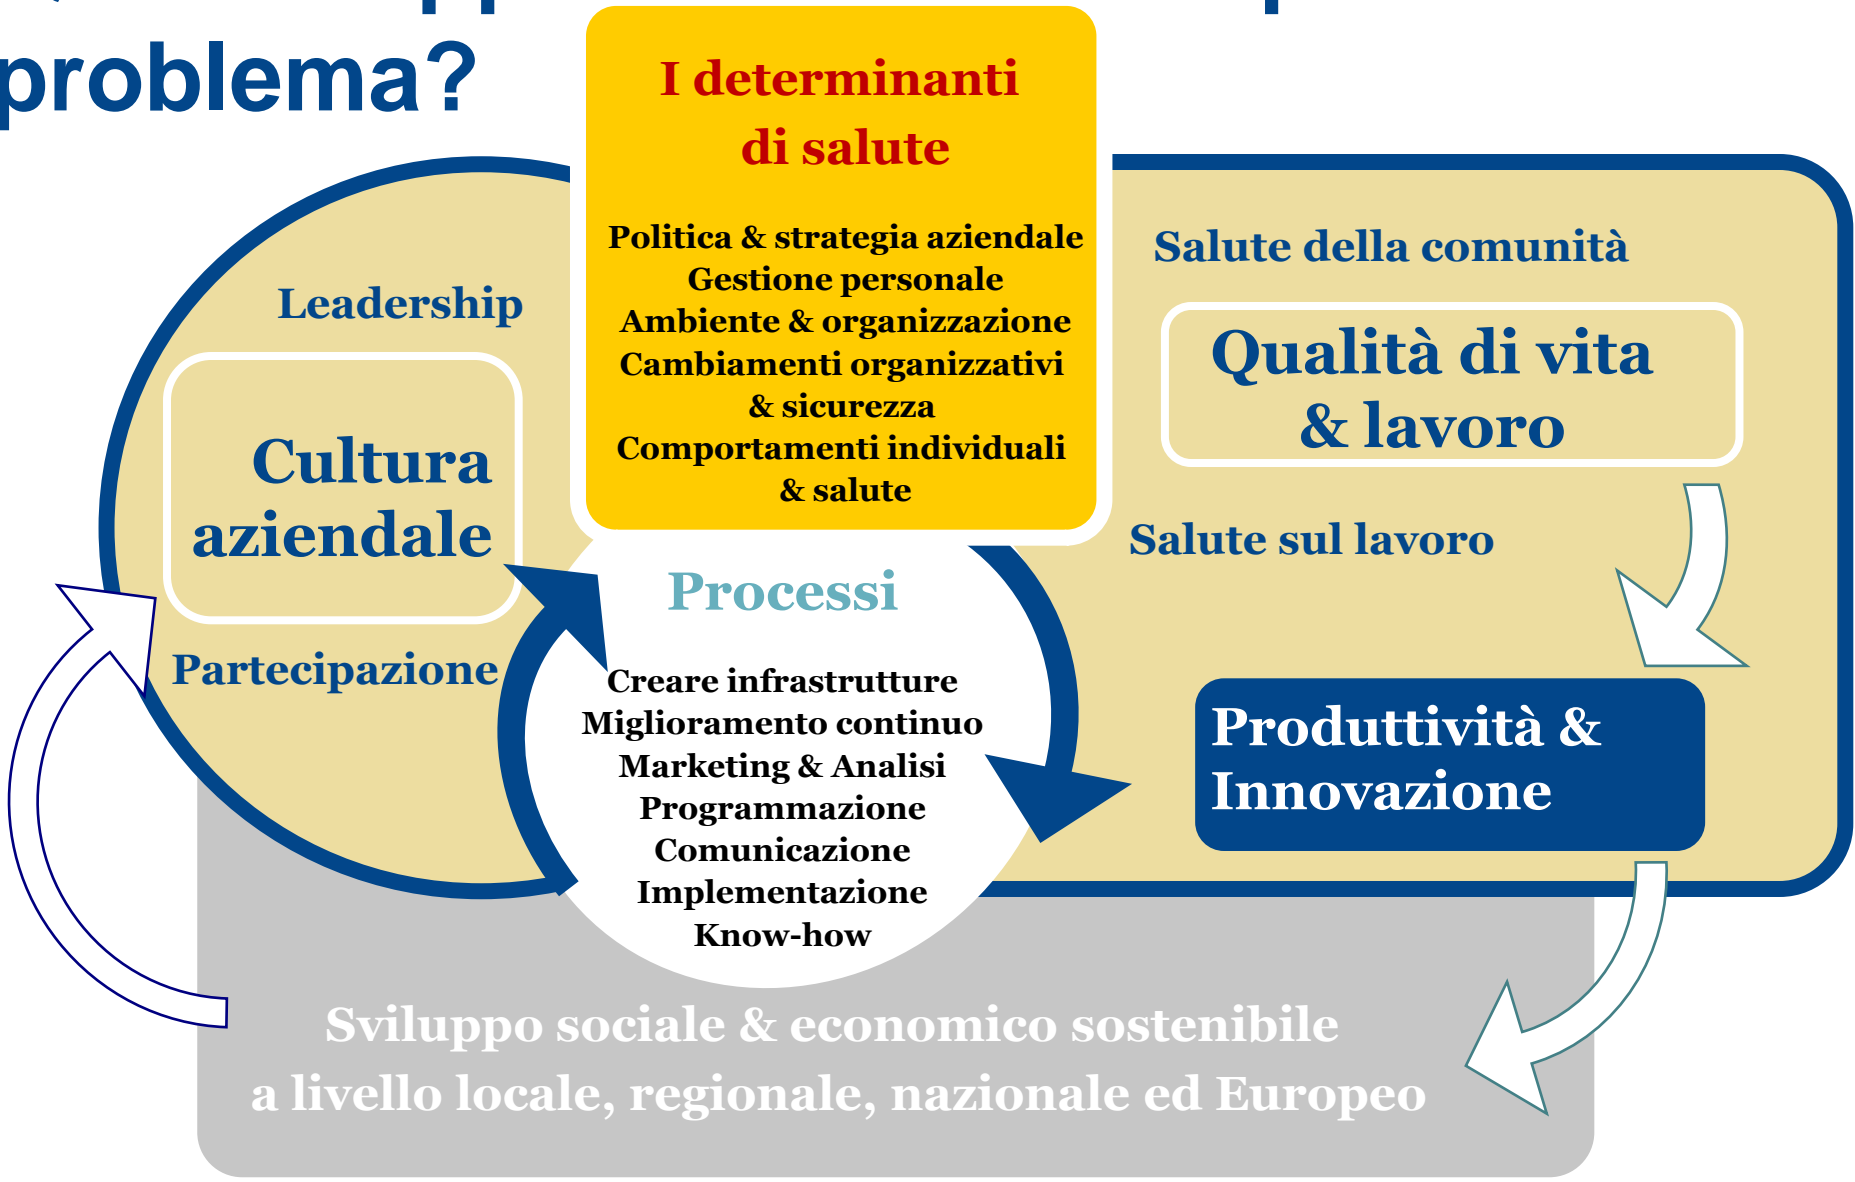 problema?
I determinanti
di salute
Politica & strategia aziendale
Gestione personale
Ambiente & organizzazione
Cambiamenti organizzativi
& sicurezza
Comportamenti individuali
& salute
Leadership
Cultura
aziendale
Partecipazione
Processi
Creare infrastrutture
Miglioramento continuo
Marketing & Analisi
Programmazione
Comunicazione
Implementazione
Know-how
Salute della comunità
Qualità di vita
& lavoro
Salute sul lavoro
Produttività &
Innovazione
Sviluppo sociale & economico sostenibile
a livello locale, regionale, nazionale ed Europeo